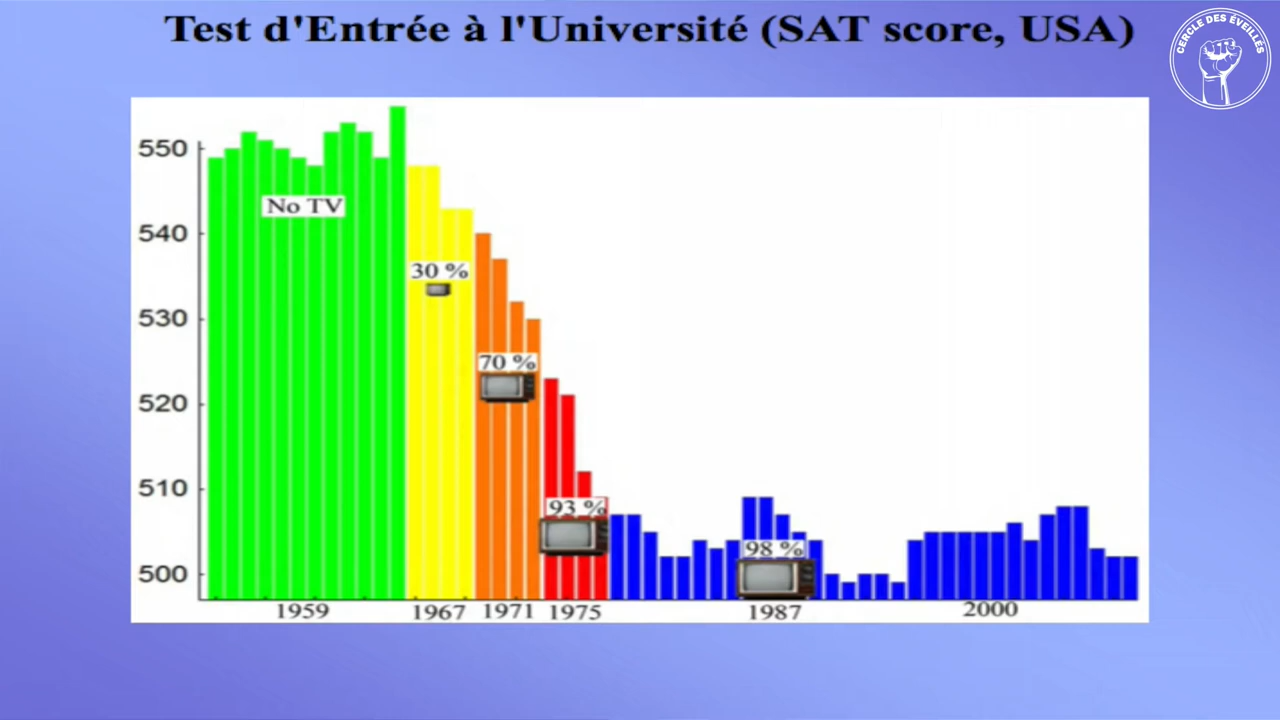 Test d'Entrée à l'Université (SAT score, USA)
CERCLE DES ÉVEILLÉS
550
No TV
540
30 %
530
70 %
520
510
93 %
98 %
500
1959 1967 1971 1975 1987 2000